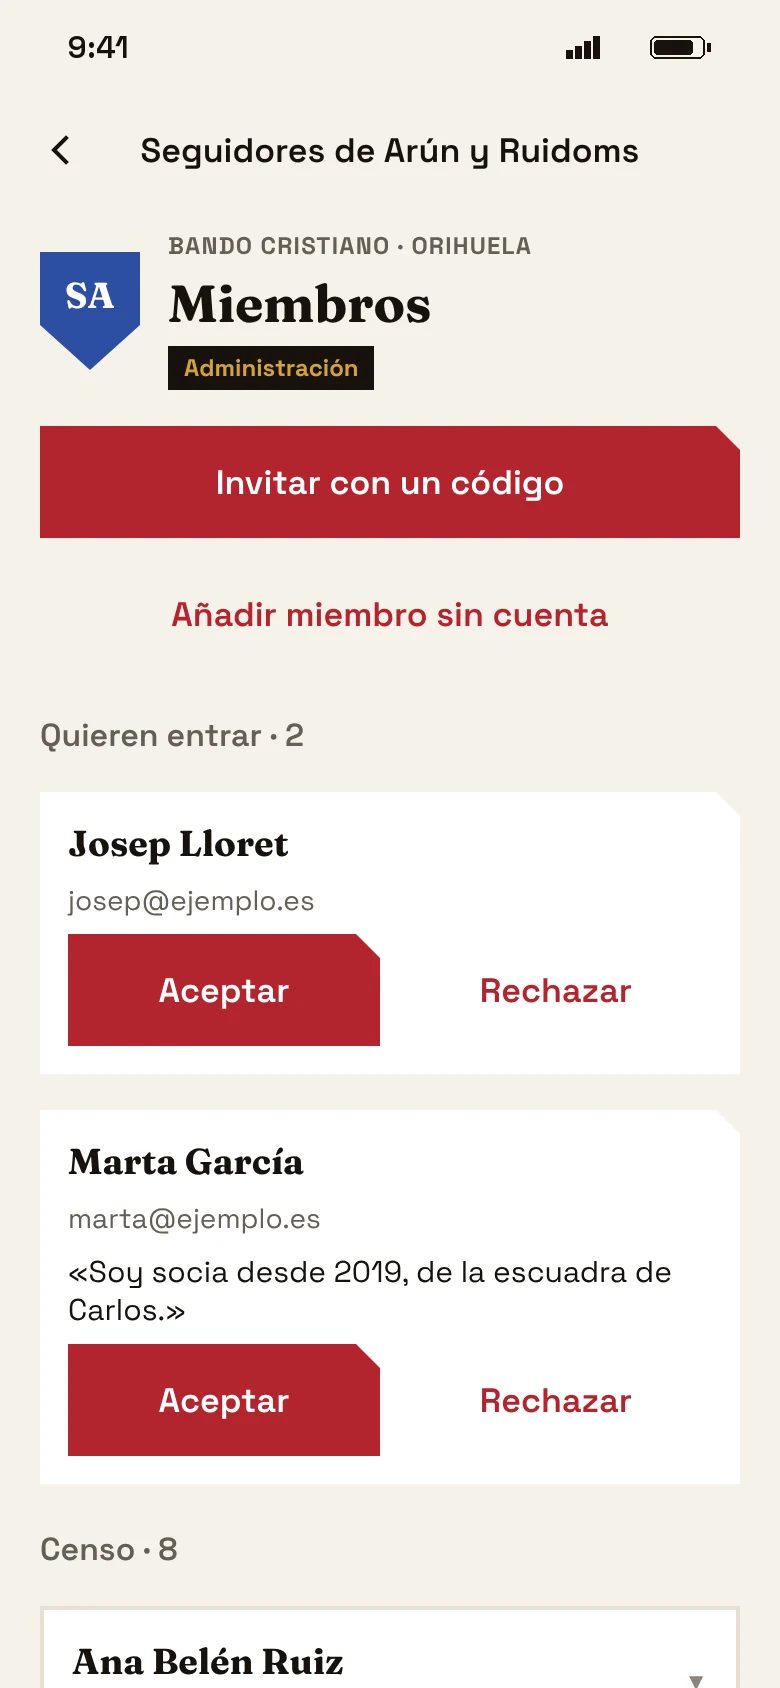 9:41
Seguidores de Arún y Ruidoms
SA
BANDO CRISTIANO · ORIHUELA
Miembros
Administración
Invitar con un código
Añadir miembro sin cuenta
Quieren entrar · 2
Josep Lloret
josep@ejemplo.es
Aceptar
Rechazar
Marta García
marta@ejemplo.es
«Soy socia desde 2019, de la escuadra de
Carlos.»
Aceptar
Rechazar
Censo · 8
Ana Belén Ruiz